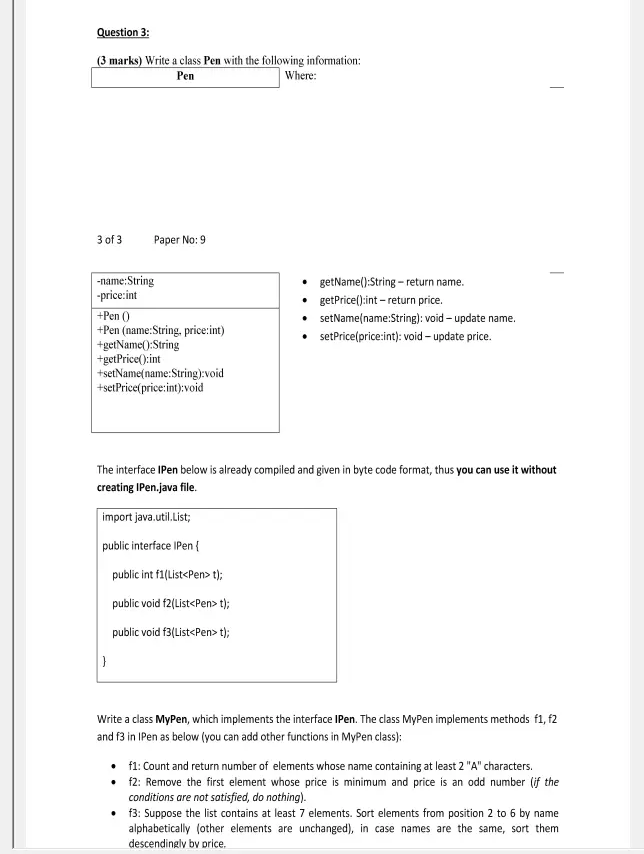 Question 3:
(3 marks) Write a class Pen with the following information:
Pen
Where:
3 of 3 Paper No: 9
-name:String
-price:int
+Pen ()
+Pen (name:String, price:int)
+getName():String
+getPrice():int
+setName(name:String):void
+setPrice(price:int):void
• getName():String – return name.
• getPrice():int – return price.
• setName(name:String): void – update name.
• setPrice(price:int): void – update price.
The interface IPen below is already compiled and given in byte code format, thus you can use it without
creating IPen.java file.
import java.util.List;
public interface IPen {
public int f1(List<Pen> t);
public void f2(List<Pen> t);
public void f3(List<Pen> t);
}
Write a class MyPen, which implements the interface IPen. The class MyPen implements methods f1, f2
and f3 in IPen as below (you can add other functions in MyPen class):
• f1: Count and return number of elements whose name containing at least 2 "A" characters.
• f2: Remove the first element whose price is minimum and price is an odd number (if the
conditions are not satisfied, do nothing).
• f3: Suppose the list contains at least 7 elements. Sort elements from position 2 to 6 by name
alphabetically (other elements are unchanged), in case names are the same, sort them
descendingly by price.